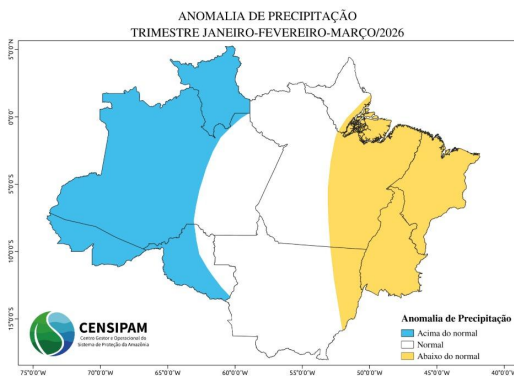 ANOMALIA DE PRECIPITAÇÃO
TRIMESTRE JANEIRO-FEVEREIRO-MARÇO/2026
5°0'0"N
0°0'0"
5°0'0"S
10°0'0"S
15°0'0"S
CENSIPAM
Centro Gestor e Operacional do
Sistema de Proteção da Amazônia
Anomalia de Precipitação
Acima do normal
Normal
Abaixo do normal
75°0'0"W
70°0'0"W
65°0'0"W
60°0'0"W
55°0'0"W
50°0'0"W
45°0'0"W